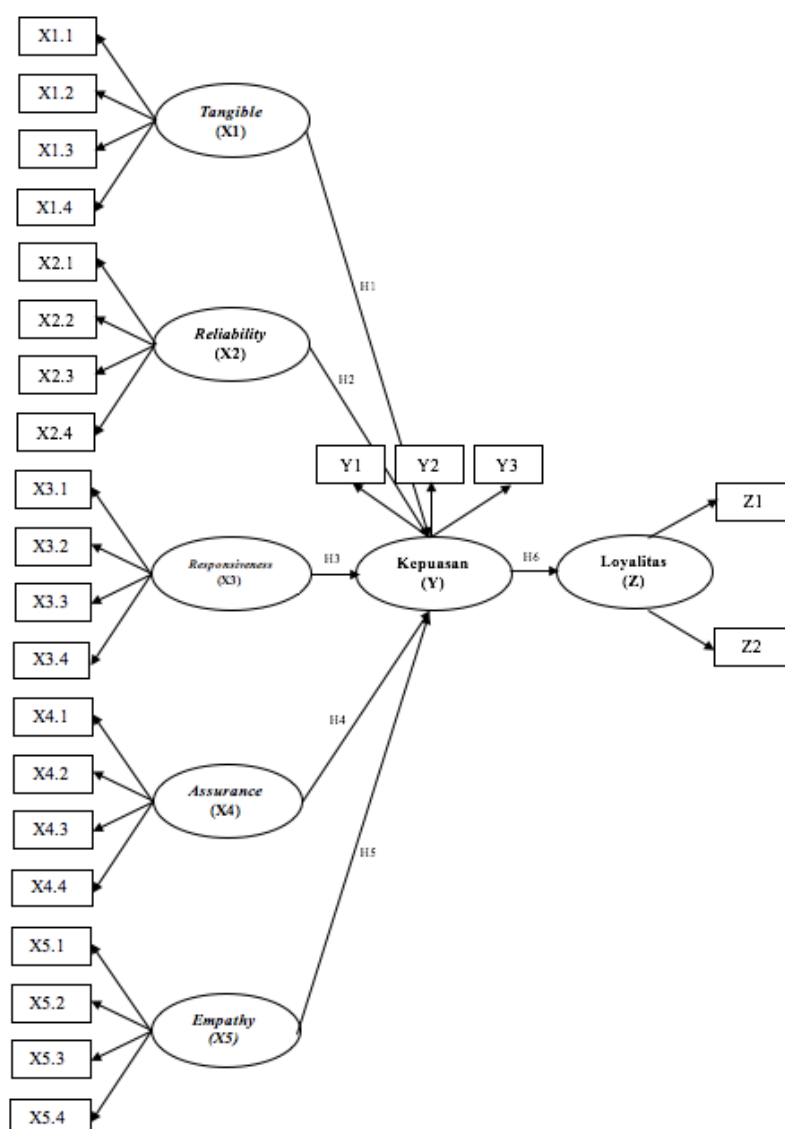 X1.1
X1.2
X1.3
X1.4
Tangible
(X1)
H1
X2.1
X2.2
X2.3
X2.4
Reliability
(X2)
H2
Y1
Y2
Y3
X3.1
X3.2
X3.3
X3.4
Responsiveness
(X3)
H3
Kepuasan
(Y)
H6
Loyalitas
(Z)
Z1
Z2
X4.1
X4.2
X4.3
X4.4
Assurance
(X4)
H4
H5
X5.1
X5.2
X5.3
X5.4
Empathy
(X5)